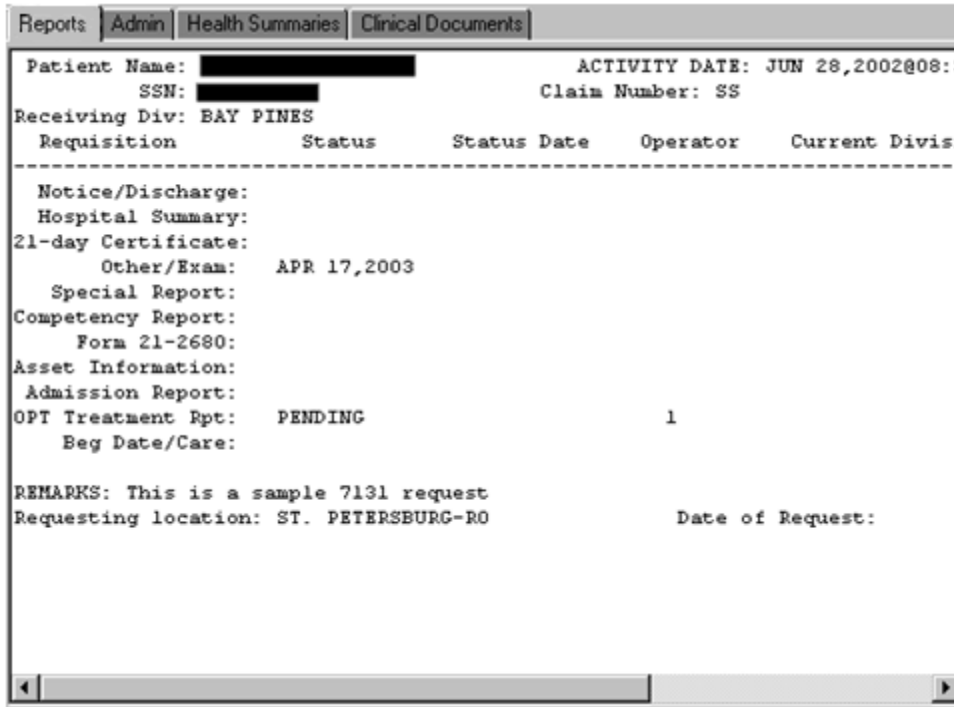 Reports Admin Health Summaries Clinical Documents
Patient Name: ACTIVITY DATE: JUN 28,2002@08:
SSN: Claim Number: SS
Receiving Div: BAY PINES
Requisition Status Status Date Operator Current Divis
--------------------------------------------------------------------------------
Notice/Discharge:
Hospital Summary:
21-day Certificate:
Other/Exam: APR 17,2003
Special Report:
Competency Report:
Form 21-2680:
Asset Information:
Admission Report:
OPT Treatment Rpt: PENDING 1
Beg Date/Care:
REMARKS: This is a sample 7131 request
Requesting location: ST. PETERSBURG-RO Date of Request: